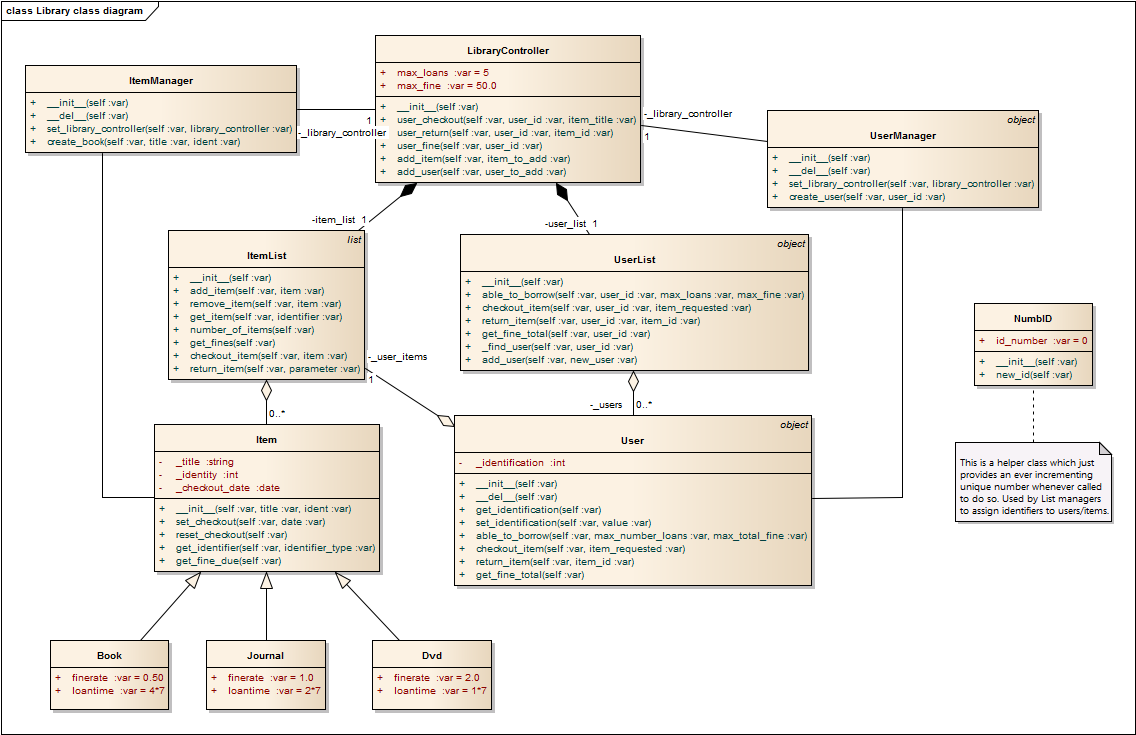 class Library class diagram
LibraryController
+ max_loans :var = 5
+ max_fine :var = 50.0
+ __init__(self :var)
+ user_checkout(self :var, user_id :var, item_title :var)
+ user_return(self :var, user_id :var, item_id :var)
+ user_fine(self :var, user_id :var)
+ add_item(self :var, item_to_add :var)
+ add_user(self :var, user_to_add :var)
ItemManager
+ __init__(self :var)
+ __del__(self :var)
+ set_library_controller(self :var, library_controller :var)
+ create_book(self :var, title :var, ident :var)
1
-_library_controller
-_library_controller
1
object
UserManager
+ __init__(self :var)
+ __del__(self :var)
+ set_library_controller(self :var, library_controller :var)
+ create_user(self :var, user_id :var)
-item_list 1
-user_list 1
list
ItemList
+ __init__(self :var)
+ add_item(self :var, item :var)
+ remove_item(self :var, item :var)
+ get_item(self :var, identifier :var)
+ number_of_items(self :var)
+ get_fines(self :var)
+ checkout_item(self :var, item :var)
+ return_item(self :var, parameter :var)
object
UserList
+ __init__(self :var)
+ able_to_borrow(self :var, user_id :var, max_loans :var, max_fine :var)
+ checkout_item(self :var, user_id :var, item_requested :var)
+ return_item(self :var, user_id :var, item_id :var)
+ get_fine_total(self :var, user_id :var)
+ _find_user(self :var, user_id :var)
+ add_user(self :var, new_user :var)
NumbID
+ id_number :var = 0
+ __init__(self :var)
+ new_id(self :var)
-_user_items
1
0..*
-_users 0..*
Item
- _title :string
- _identity :int
- _checkout_date :date
+ __init__(self :var, title :var, ident :var)
+ set_checkout(self :var, date :var)
+ reset_checkout(self :var)
+ get_identifier(self :var, identifier_type :var)
+ get_fine_due(self :var)
object
User
- _identification :int
+ __init__(self :var)
+ __del__(self :var)
+ get_identification(self :var)
+ set_identification(self :var, value :var)
+ able_to_borrow(self :var, max_number_loans :var, max_total_fine :var)
+ checkout_item(self :var, item_requested :var)
+ return_item(self :var, item_id :var)
+ get_fine_total(self :var)
This is a helper class which just
provides an ever incrementing
unique number whenever called
to do so. Used by List managers
to assign identifiers to users/items.
Book
+ finerate :var = 0.50
+ loantime :var = 4*7
Journal
+ finerate :var = 1.0
+ loantime :var = 2*7
Dvd
+ finerate :var = 2.0
+ loantime :var = 1*7